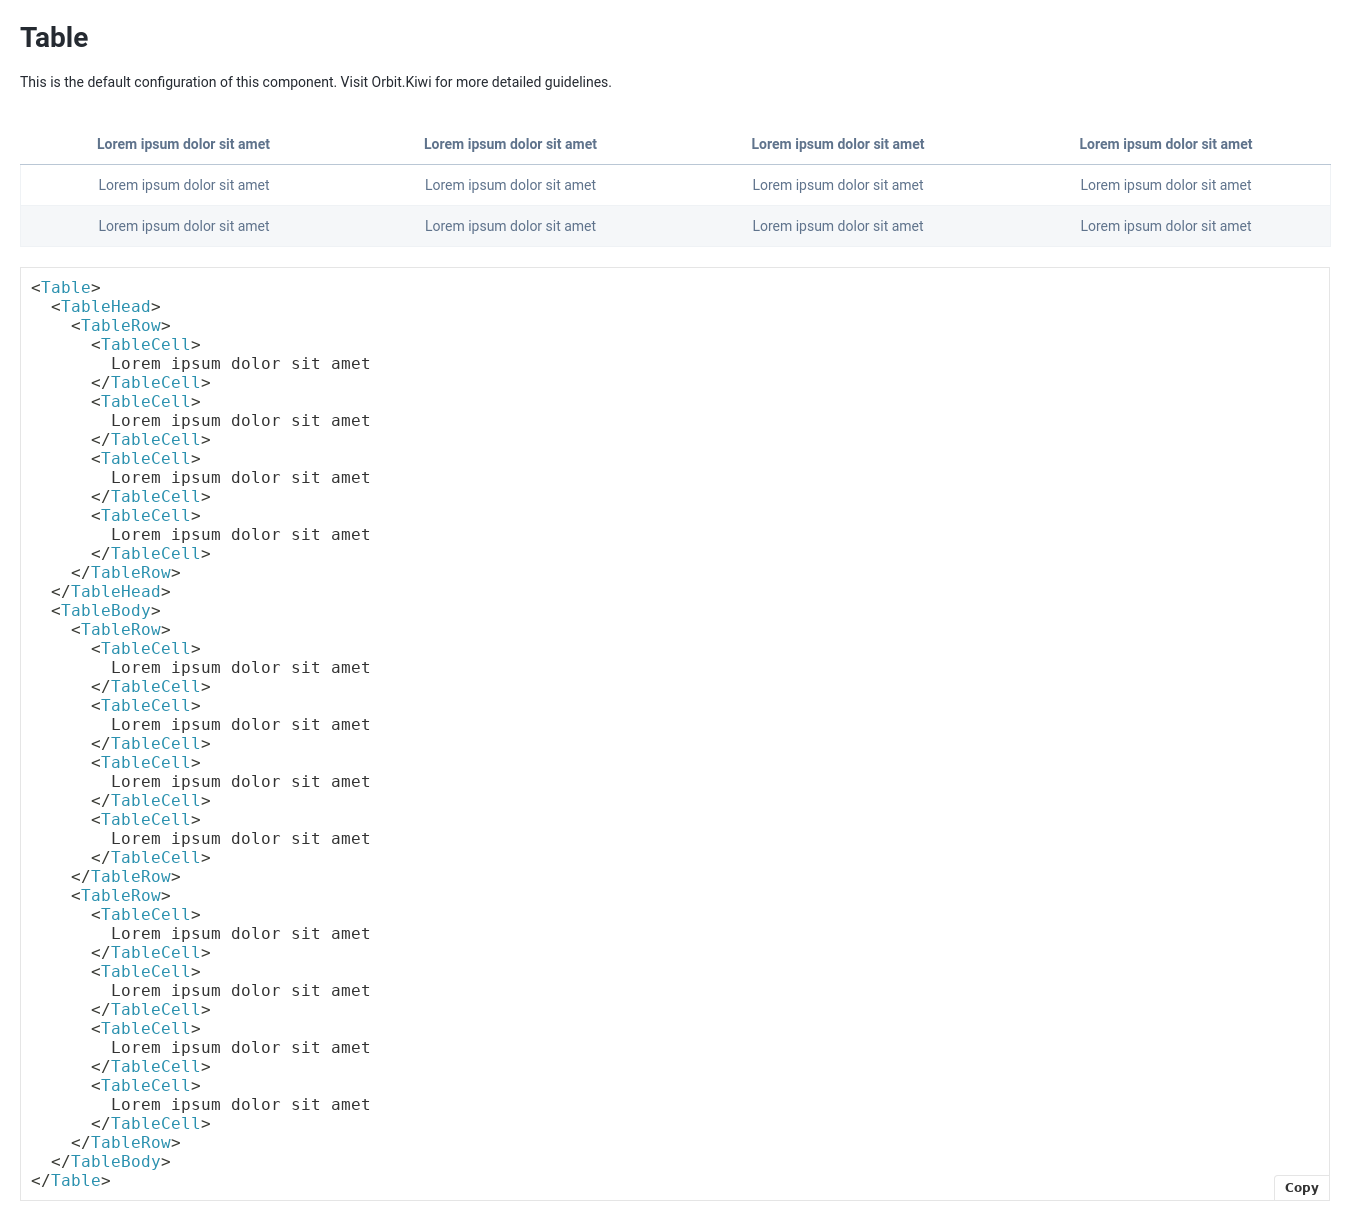 Table
This is the default configuration of this component. Visit Orbit.Kiwi for more detailed guidelines.
Lorem ipsum dolor sit amet Lorem ipsum dolor sit amet Lorem ipsum dolor sit amet Lorem ipsum dolor sit amet
Lorem ipsum dolor sit amet Lorem ipsum dolor sit amet Lorem ipsum dolor sit amet Lorem ipsum dolor sit amet
Lorem ipsum dolor sit amet Lorem ipsum dolor sit amet Lorem ipsum dolor sit amet Lorem ipsum dolor sit amet
<Table>
  <TableHead>
    <TableRow>
      <TableCell>
        Lorem ipsum dolor sit amet
      </TableCell>
      <TableCell>
        Lorem ipsum dolor sit amet
      </TableCell>
      <TableCell>
        Lorem ipsum dolor sit amet
      </TableCell>
      <TableCell>
        Lorem ipsum dolor sit amet
      </TableCell>
    </TableRow>
  </TableHead>
  <TableBody>
    <TableRow>
      <TableCell>
        Lorem ipsum dolor sit amet
      </TableCell>
      <TableCell>
        Lorem ipsum dolor sit amet
      </TableCell>
      <TableCell>
        Lorem ipsum dolor sit amet
      </TableCell>
      <TableCell>
        Lorem ipsum dolor sit amet
      </TableCell>
    </TableRow>
    <TableRow>
      <TableCell>
        Lorem ipsum dolor sit amet
      </TableCell>
      <TableCell>
        Lorem ipsum dolor sit amet
      </TableCell>
      <TableCell>
        Lorem ipsum dolor sit amet
      </TableCell>
      <TableCell>
        Lorem ipsum dolor sit amet
      </TableCell>
    </TableRow>
  </TableBody>
</Table>
Copy